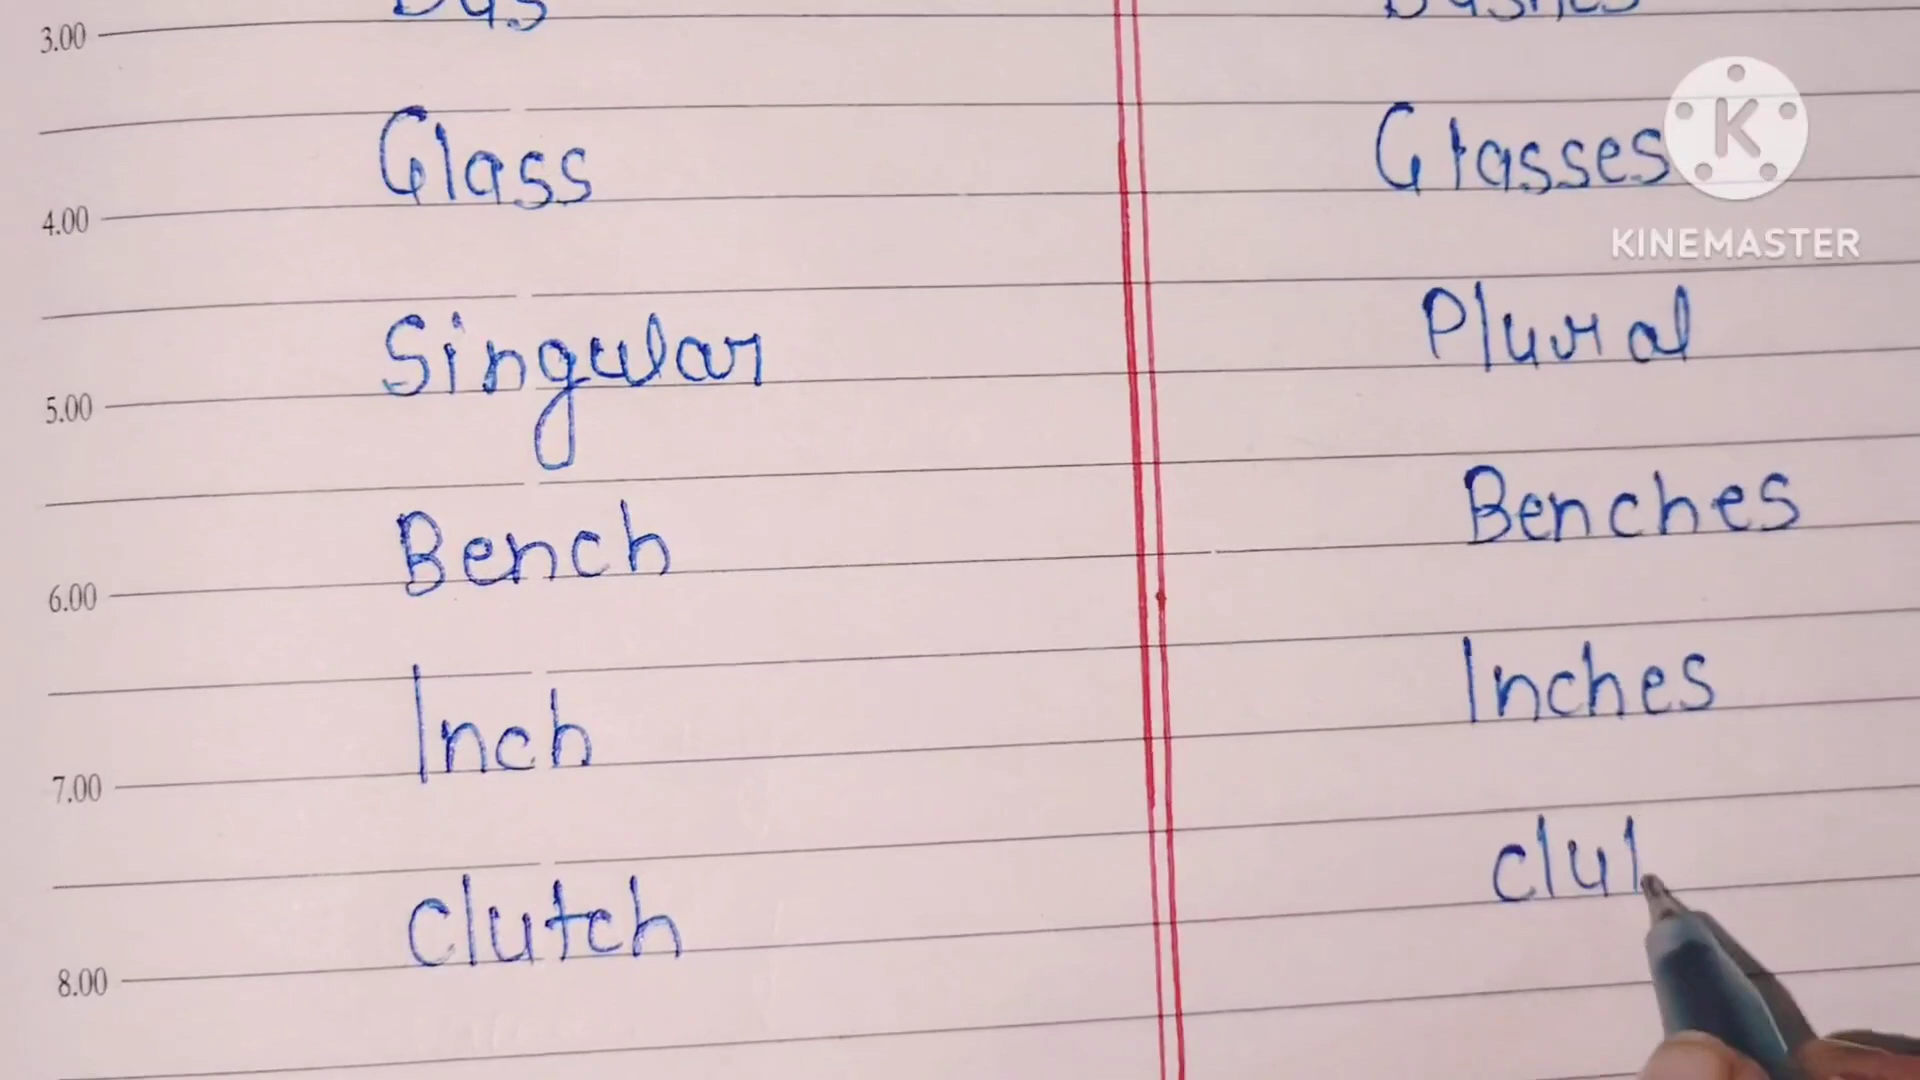 3.00
Glass Glasses
4.00
KINEMASTER
Singular Plural
5.00
Bench Benches
6.00
Inch Inches
7.00
Clutch clut
8.00